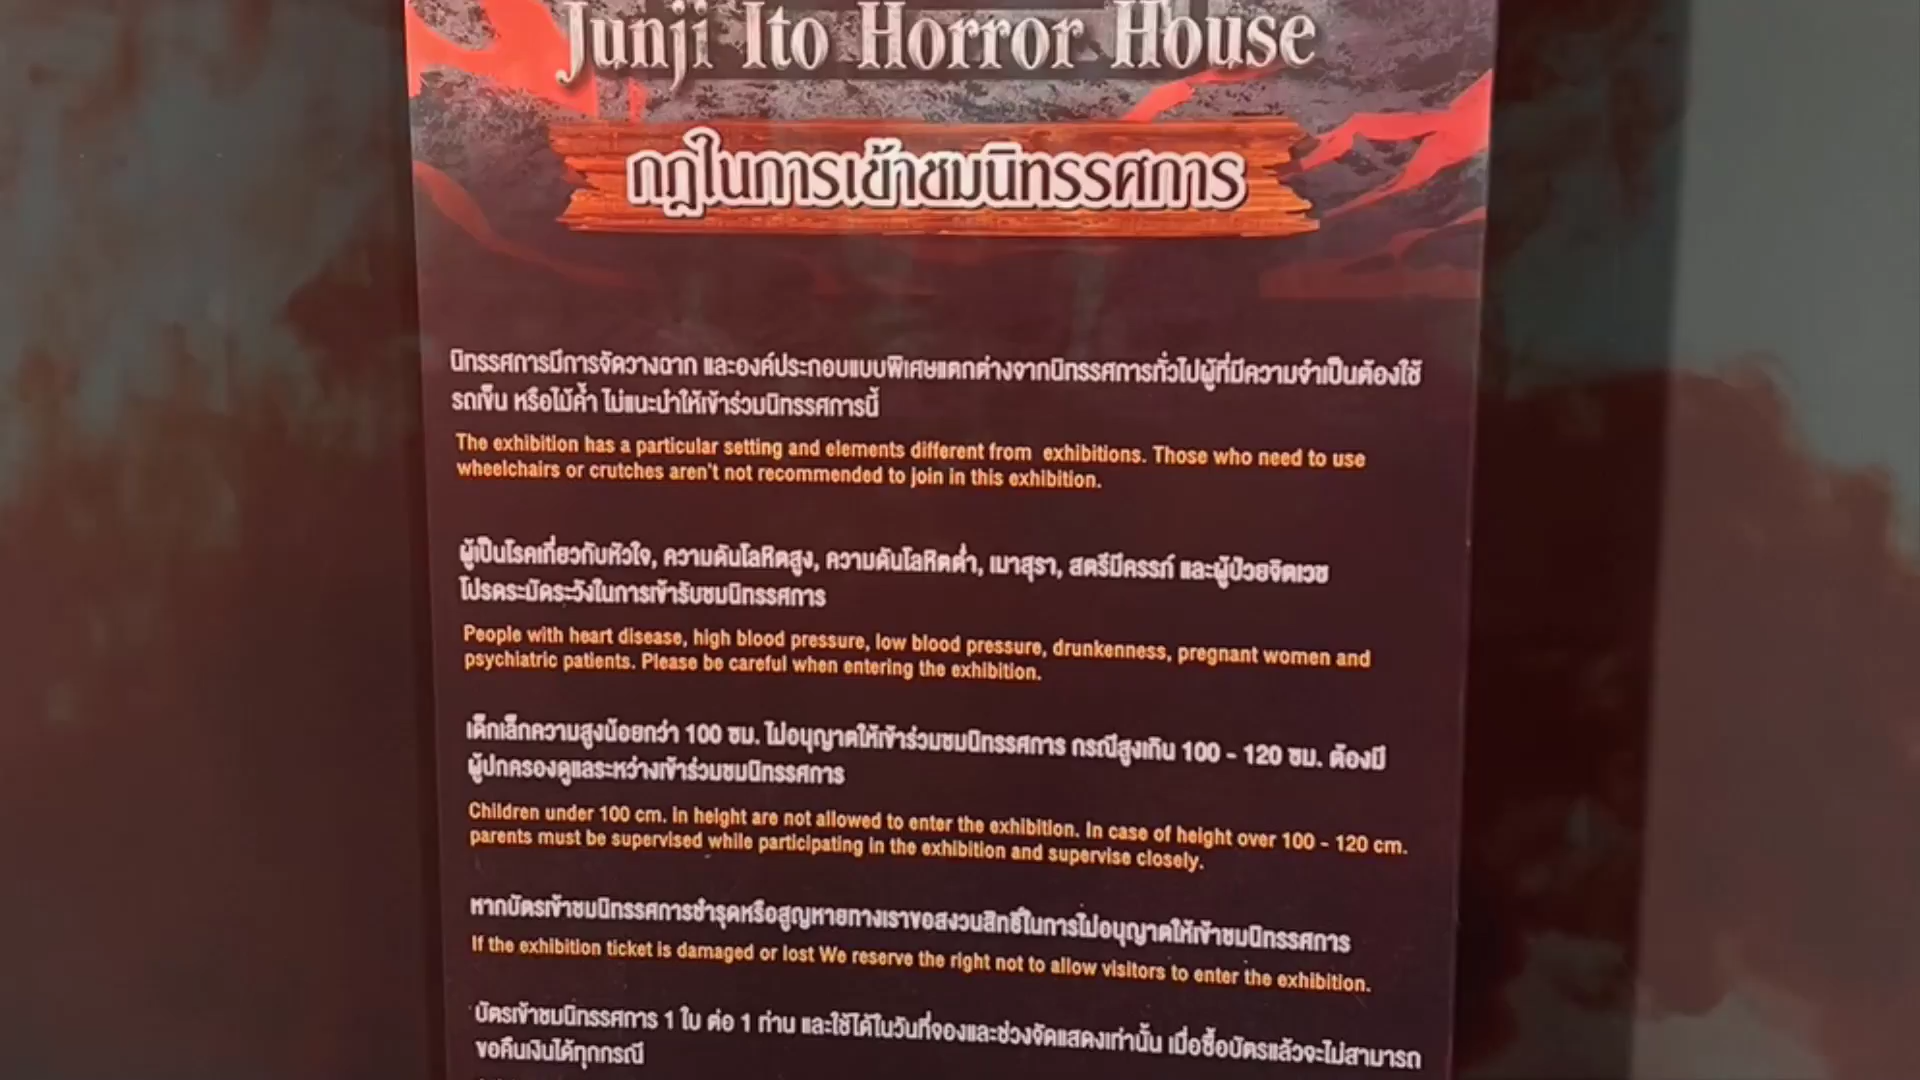 Junji Ito Horror House
กฎในการเข้าชมนิทรรศการ
นิทรรศการมีการจัดวางฉาก และองค์ประกอบแบบพิเศษแตกต่างจากนิทรรศการทั่วไปผู้ที่มีความจำเป็นต้องใช้
รถเข็น หรือไม้ค้ำ ไม่แนะนำให้เข้าร่วมนิทรรศการนี้
The exhibition has a particular setting and elements different from exhibitions. Those who need to use
wheelchairs or crutches aren't not recommended to join in this exhibition.
ผู้เป็นโรคเกี่ยวกับหัวใจ, ความดันโลหิตสูง, ความดันโลหิตต่ำ, เมาสุรา, สตรีมีครรภ์ และผู้ป่วยจิตเวช
โปรดระมัดระวังในการเข้ารับชมนิทรรศการ
People with heart disease, high blood pressure, low blood pressure, drunkenness, pregnant women and
psychiatric patients. Please be careful when entering the exhibition.
เด็กเล็กความสูงน้อยกว่า 100 ซม. ไม่อนุญาตให้เข้าร่วมชมนิทรรศการ กรณีสูงเกิน 100 - 120 ซม. ต้องมี
ผู้ปกครองดูแลระหว่างเข้าร่วมชมนิทรรศการ
Children under 100 cm. In height are not allowed to enter the exhibition. In case of height over 100 - 120 cm.
parents must be supervised while participating in the exhibition and supervise closely.
หากบัตรเข้าชมนิทรรศการชำรุดหรือสูญหายทางเราขอสงวนสิทธิ์ในการไม่อนุญาตให้เข้าชมนิทรรศการ
If the exhibition ticket is damaged or lost We reserve the right not to allow visitors to enter the exhibition.
บัตรเข้าชมนิทรรศการ 1 ใบ ต่อ 1 ท่าน และใช้ได้ในวันที่จองและช่วงจัดแสดงเท่านั้น เมื่อซื้อบัตรแล้วจะไม่สามารถ
ขอคืนเงินได้ทุกกรณี